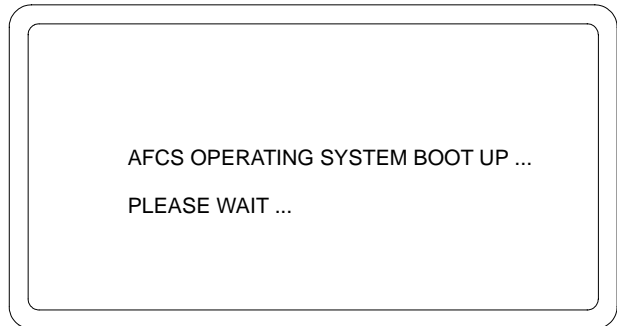 AFCS OPERATING SYSTEM BOOT UP ...
PLEASE WAIT ...